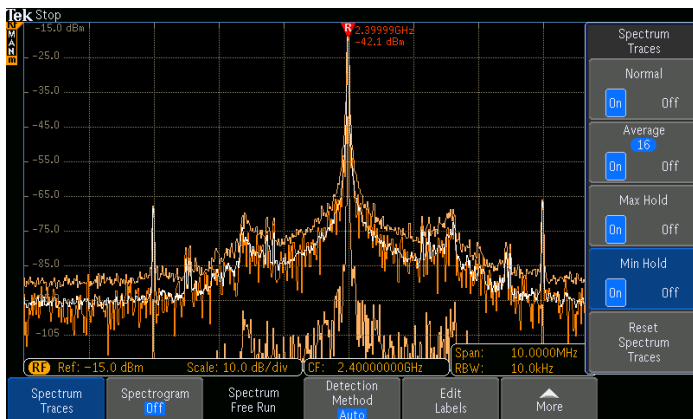 Tek Stop
RF
MAN
m
-15.0 dBm
-25.0
-35.0
-45.0
-55.0
-65.0
-75.0
-85.0
-105
R
2.39999GHz
-42.1 dBm
RF Ref: -15.0 dBm Scale: 10.0 dB/div
CF: 2.40000000GHz
Span: 10.0000MHz
RBW: 10.0kHz
Spectrum Traces
Normal
On Off
Average
16
On Off
Max Hold
On Off
Min Hold
On Off
Reset
Spectrum
Traces
Spectrum
Traces
Spectrogram
Off
Spectrum
Free Run
Detection
Method
Auto
Edit
Labels
More